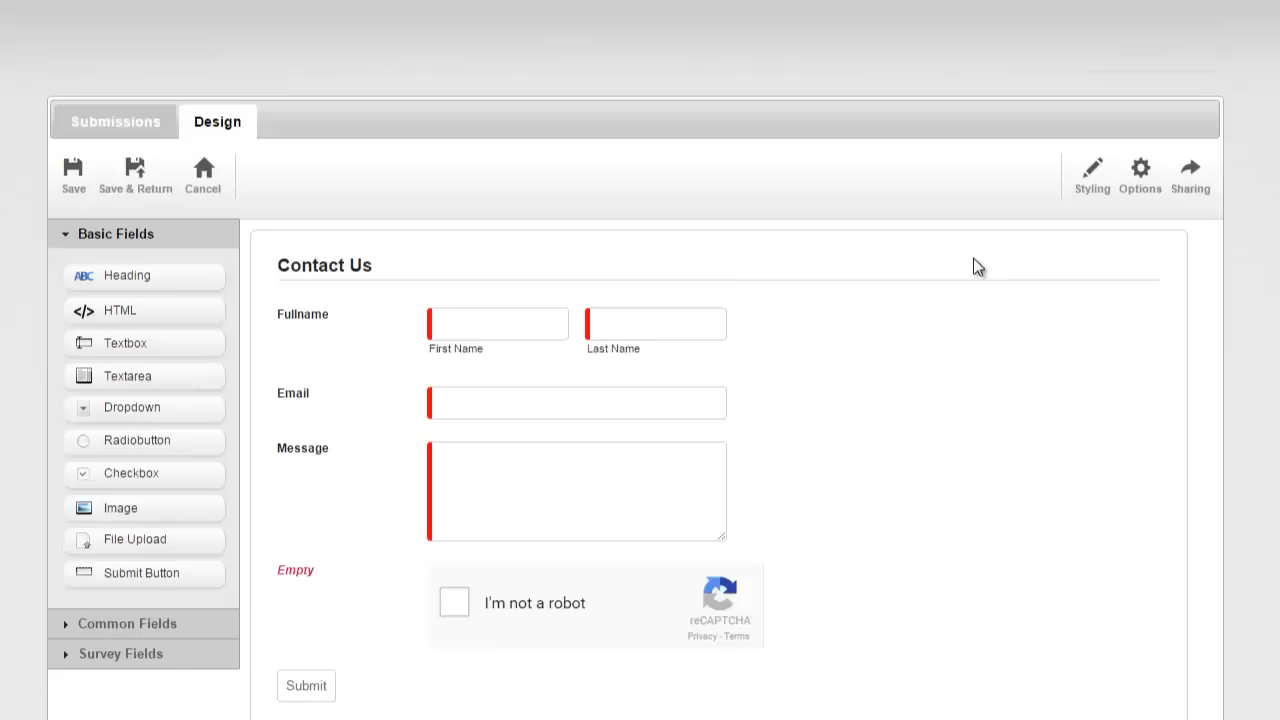 Submissions Design
Save Save & Return Cancel Styling Options Sharing
Basic Fields
ABC Heading
</> HTML
Textbox
Textarea
Dropdown
Radiobutton
Checkbox
Image
File Upload
Submit Button
Common Fields
Survey Fields
Contact Us
Fullname
First Name Last Name
Email
Message
Empty
I'm not a robot
reCAPTCHA
Privacy - Terms
Submit